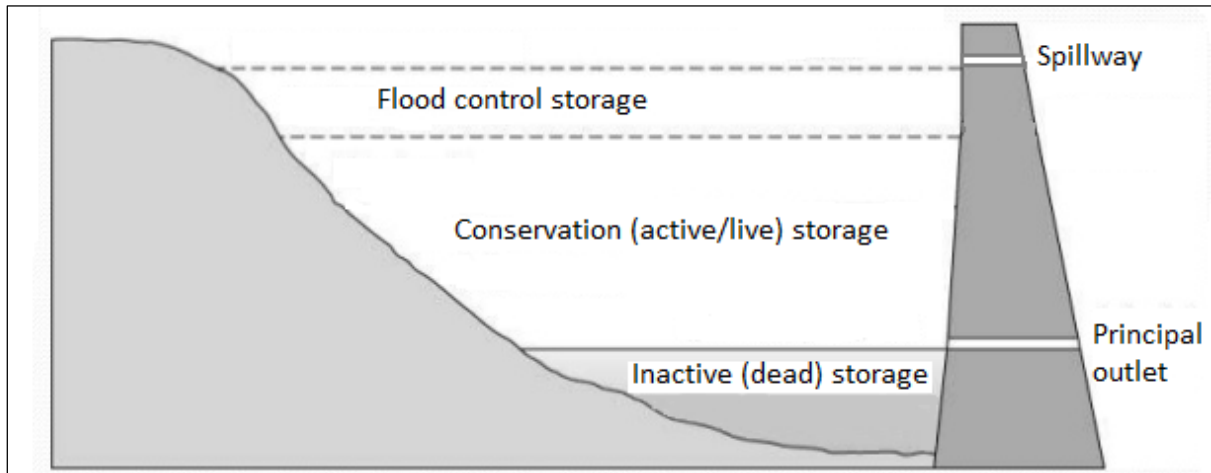 Spillway
Flood control storage
Conservation (active/live) storage
Principal
outlet
Inactive (dead) storage